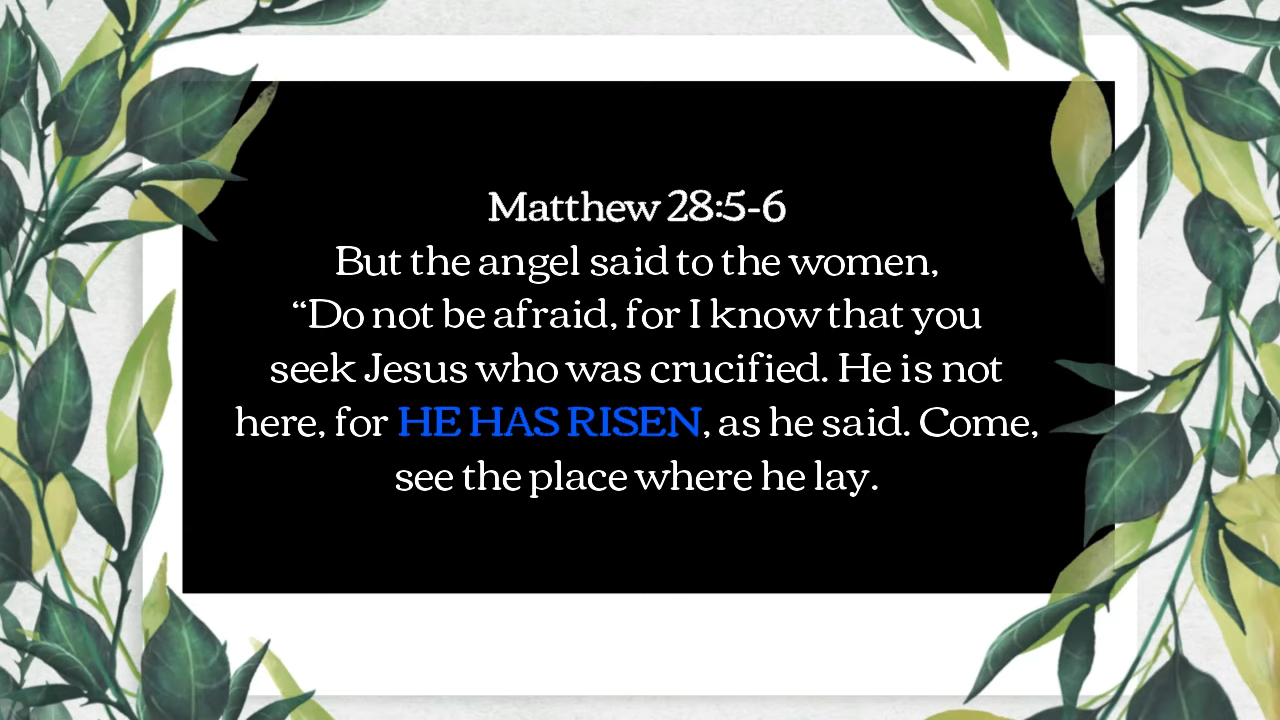 Matthew 28:5-6
But the angel said to the women,
“Do not be afraid, for I know that you
seek Jesus who was crucified. He is not
here, for HE HAS RISEN, as he said. Come,
see the place where he lay.